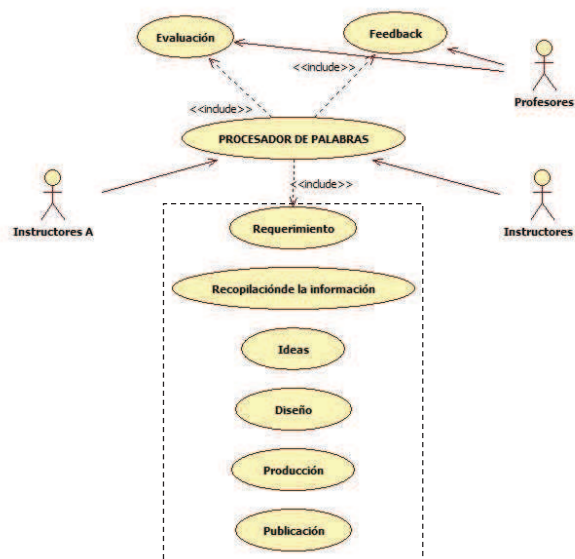 Evaluación
Feedback
<<include>>
<<include>>
Profesores
PROCESADOR DE PALABRAS
<<include>>
Instructores A
Instructores
Requerimiento
Recopilaciónde la información
Ideas
Diseño
Producción
Publicación